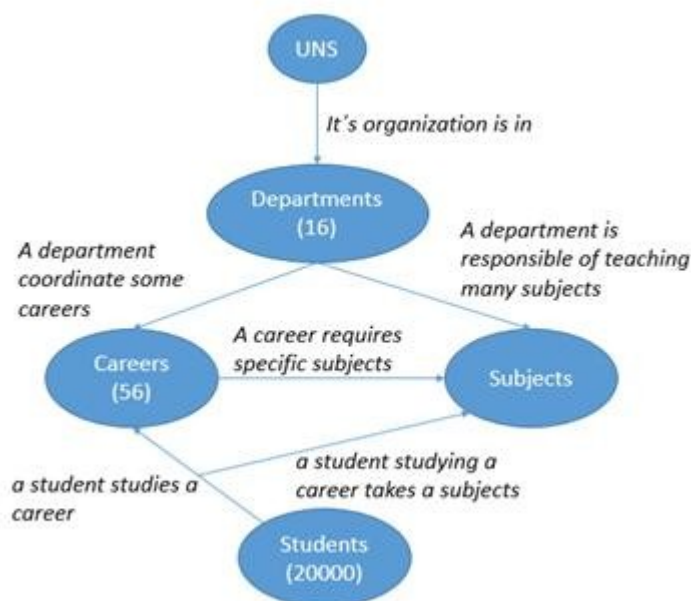 UNS
It´s organization is in
Departments
(16)
A department
coordinate some
careers
A department is
responsible of teaching
many subjects
A career requires
specific subjects
Careers
(56)
Subjects
a student studies a
career
a student studying a
career takes a subjects
Students
(20000)